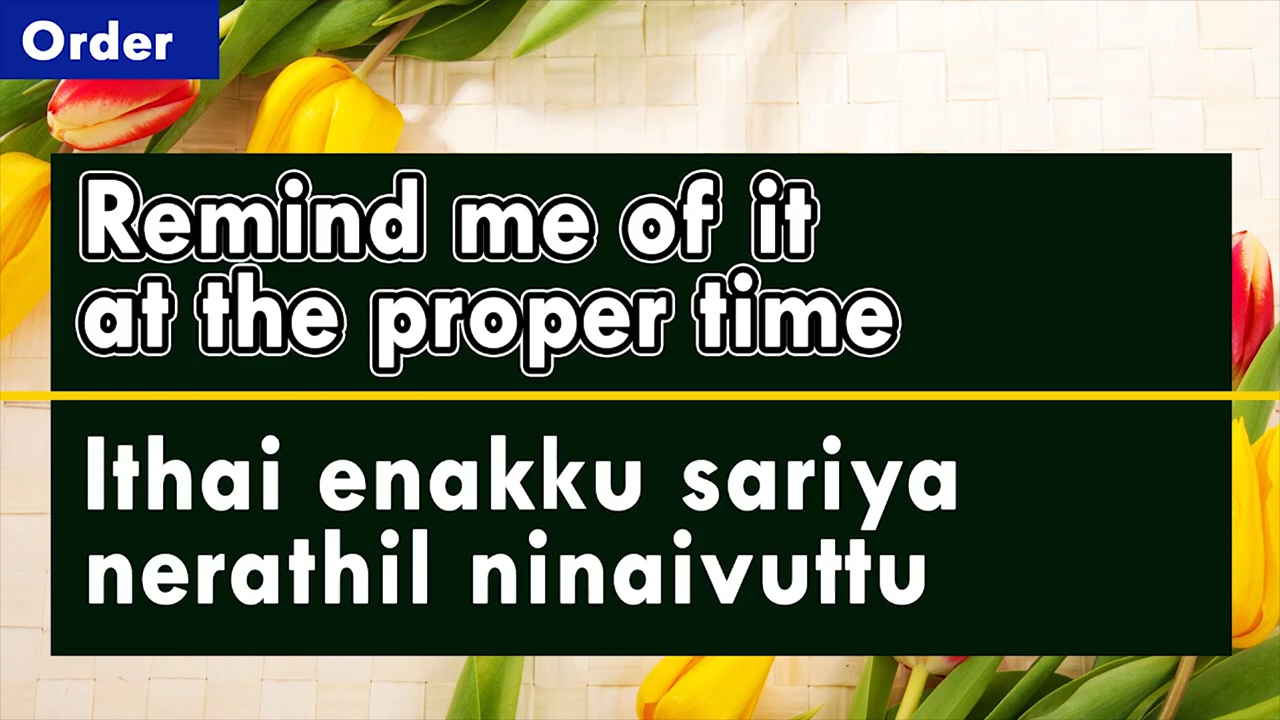 Order
Remind me of it
at the proper time
Ithai enakku sariya
nerathil ninaivuttu